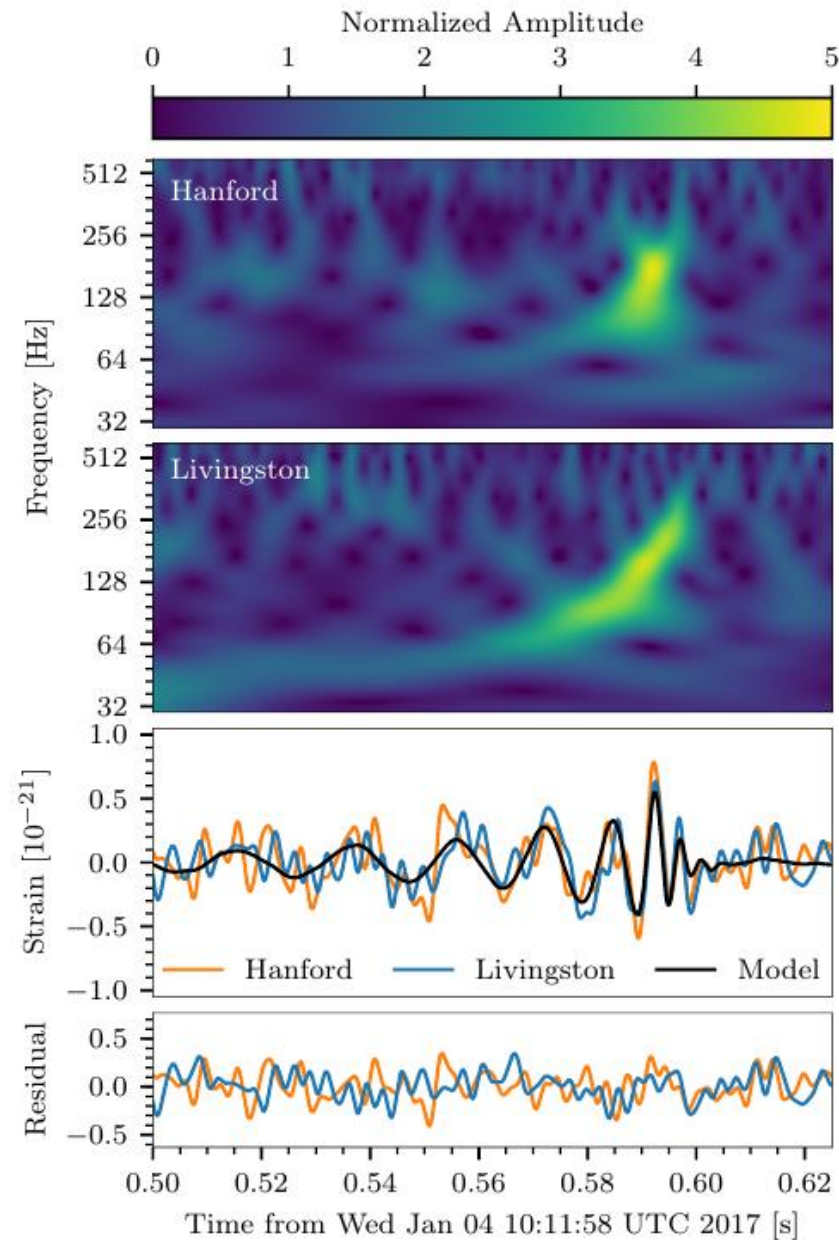 Normalized Amplitude
0 1 2 3 4 5
Hanford
512
256
128
64
32
Frequency [Hz]
Livingston
512
256
128
64
32
1.0
0.5
0.0
−0.5
−1.0
Strain [10−21]
Hanford Livingston Model
0.5
0.0
−0.5
Residual
0.50 0.52 0.54 0.56 0.58 0.60 0.62
Time from Wed Jan 04 10:11:58 UTC 2017 [s]